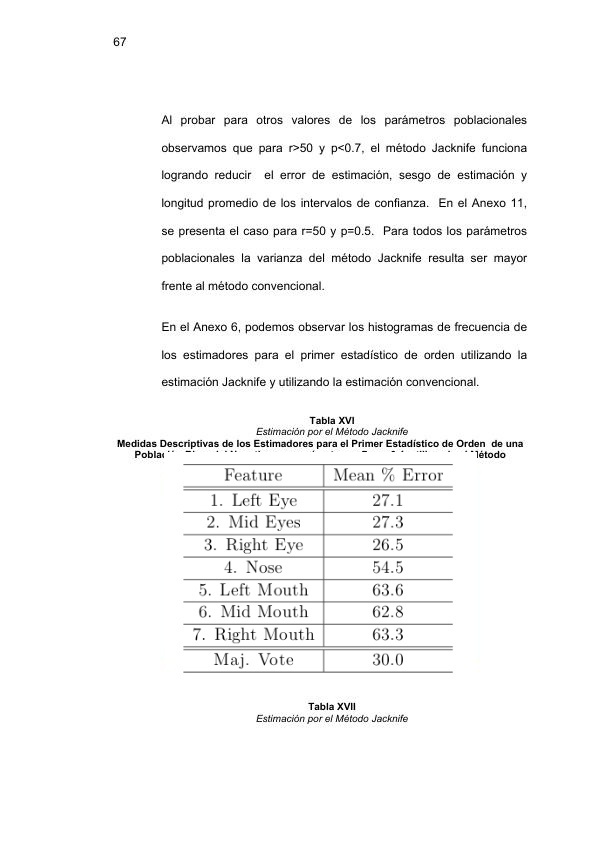 67
Al probar para otros valores de los parámetros poblacionales
observamos que para r>50 y p<0.7, el método Jacknife funciona
logrando reducir el error de estimación, sesgo de estimación y
longitud promedio de los intervalos de confianza. En el Anexo 11,
se presenta el caso para r=50 y p=0.5. Para todos los parámetros
poblacionales la varianza del método Jacknife resulta ser mayor
frente al método convencional.
En el Anexo 6, podemos observar los histogramas de frecuencia de
los estimadores para el primer estadístico de orden utilizando la
estimación Jacknife y utilizando la estimación convencional.
Tabla XVI
Estimación por el Método Jacknife
Medidas Descriptivas de los Estimadores para el Primer Estadístico de Orden de una
Método
Feature Mean % Error
1. Left Eye 27.1
2. Mid Eyes 27.3
3. Right Eye 26.5
4. Nose 54.5
5. Left Mouth 63.6
6. Mid Mouth 62.8
7. Right Mouth 63.3
Maj. Vote 30.0
Tabla XVII
Estimación por el Método Jacknife